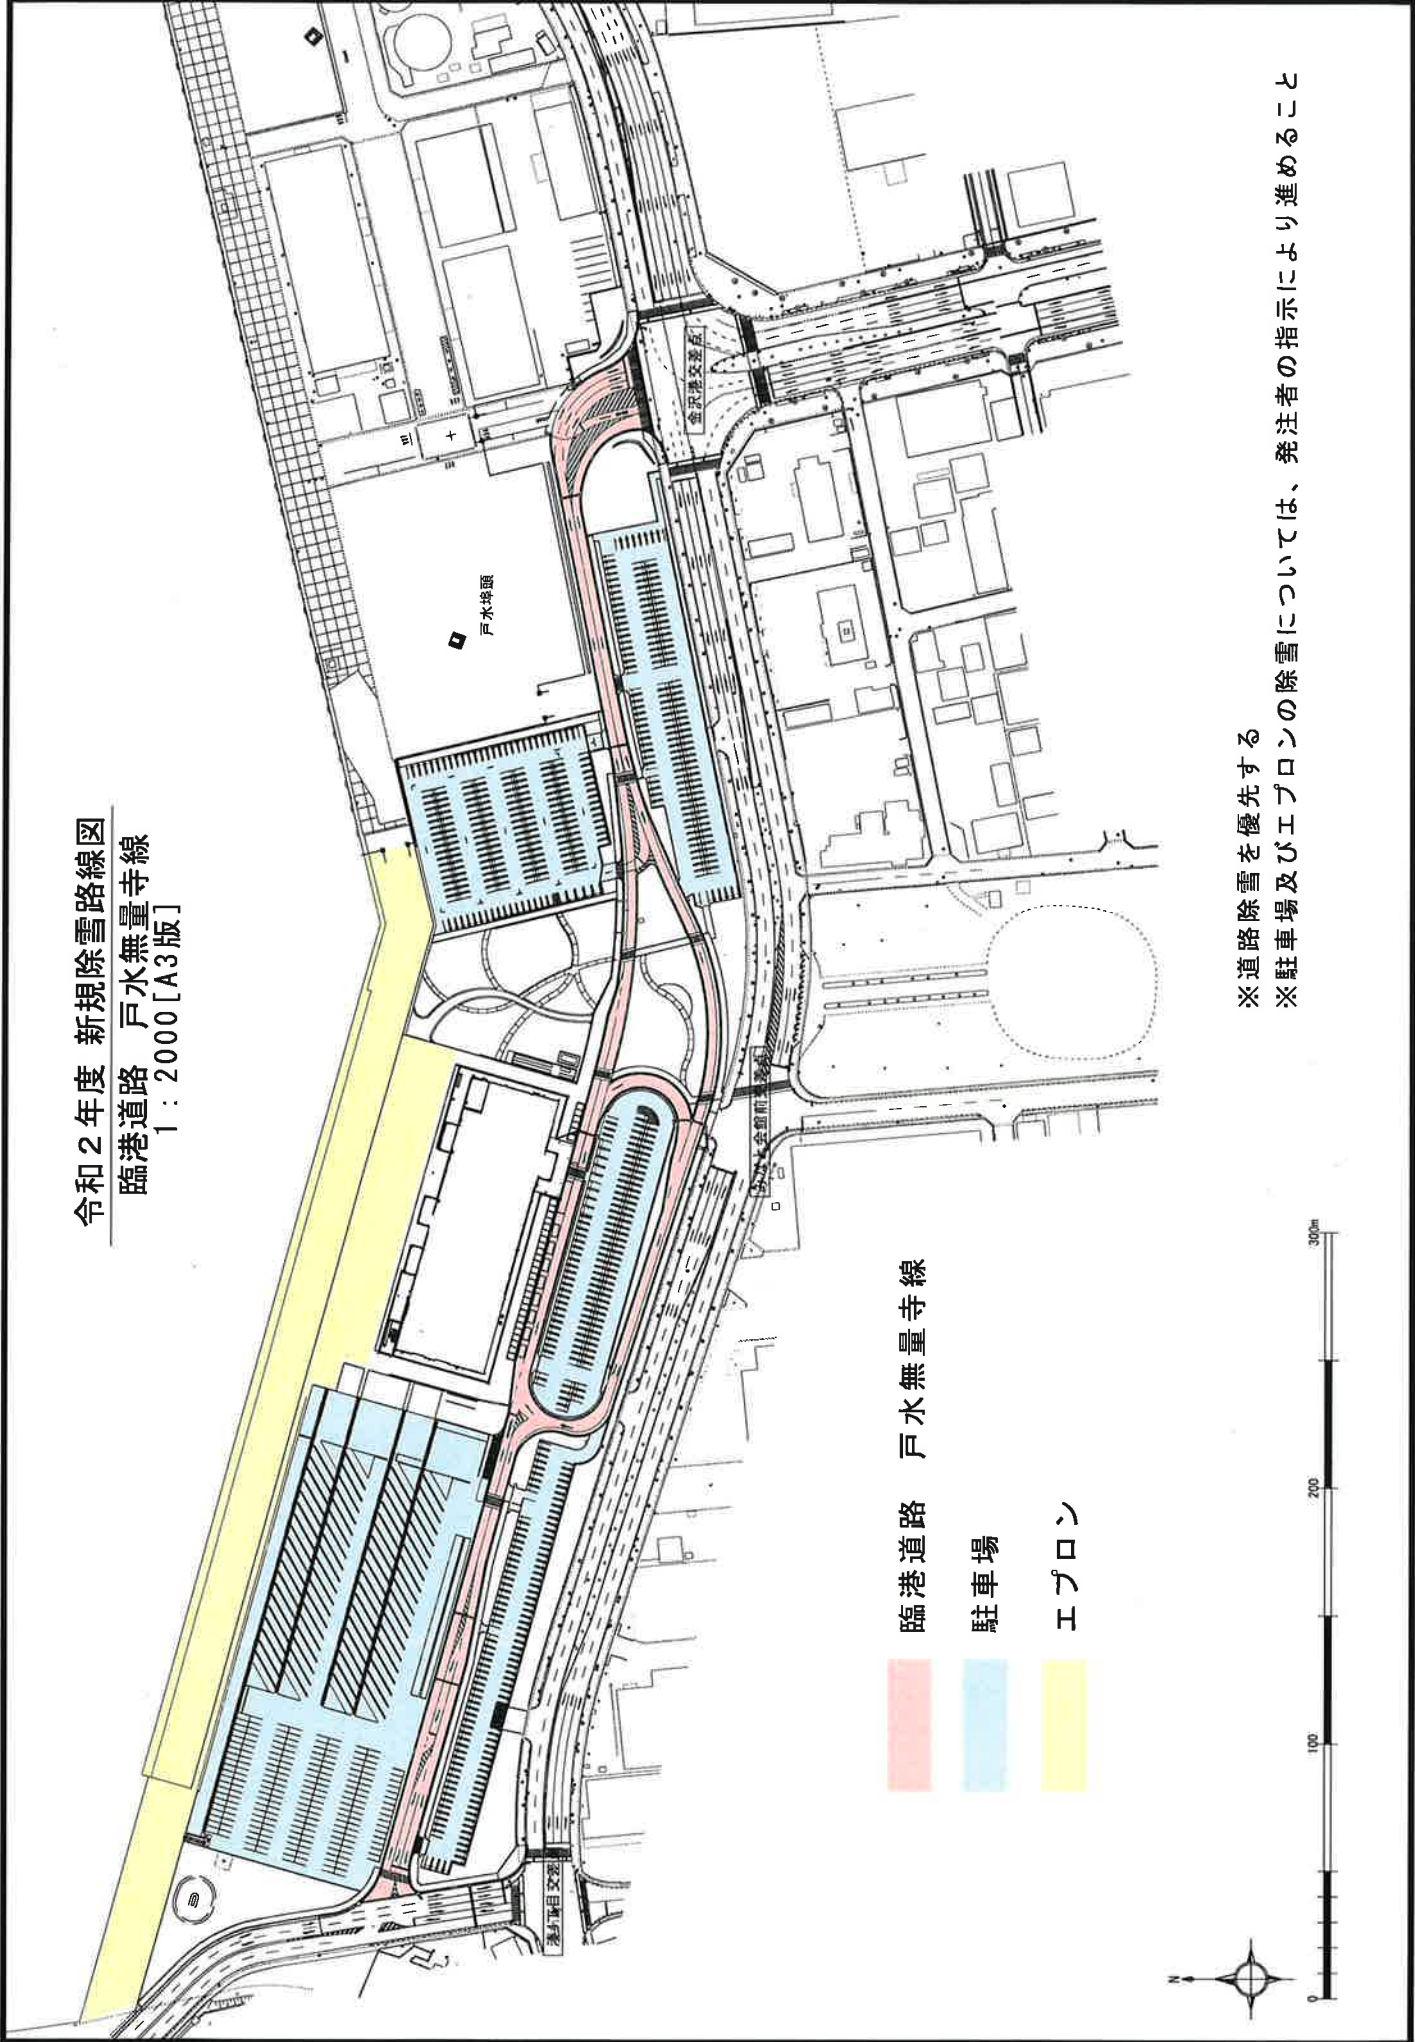 令和2年度 新規除雪路線図
臨港道路 戸水無量寺線
1:2000[A3版]
戸水埠頭
金沢港交差点
臨港道路 戸水無量寺線
駐車場
エプロン
※道路除雪を優先する
※駐車場及びエプロンの除雪については、発注者の指示により進めること
N
0 100 200 300m